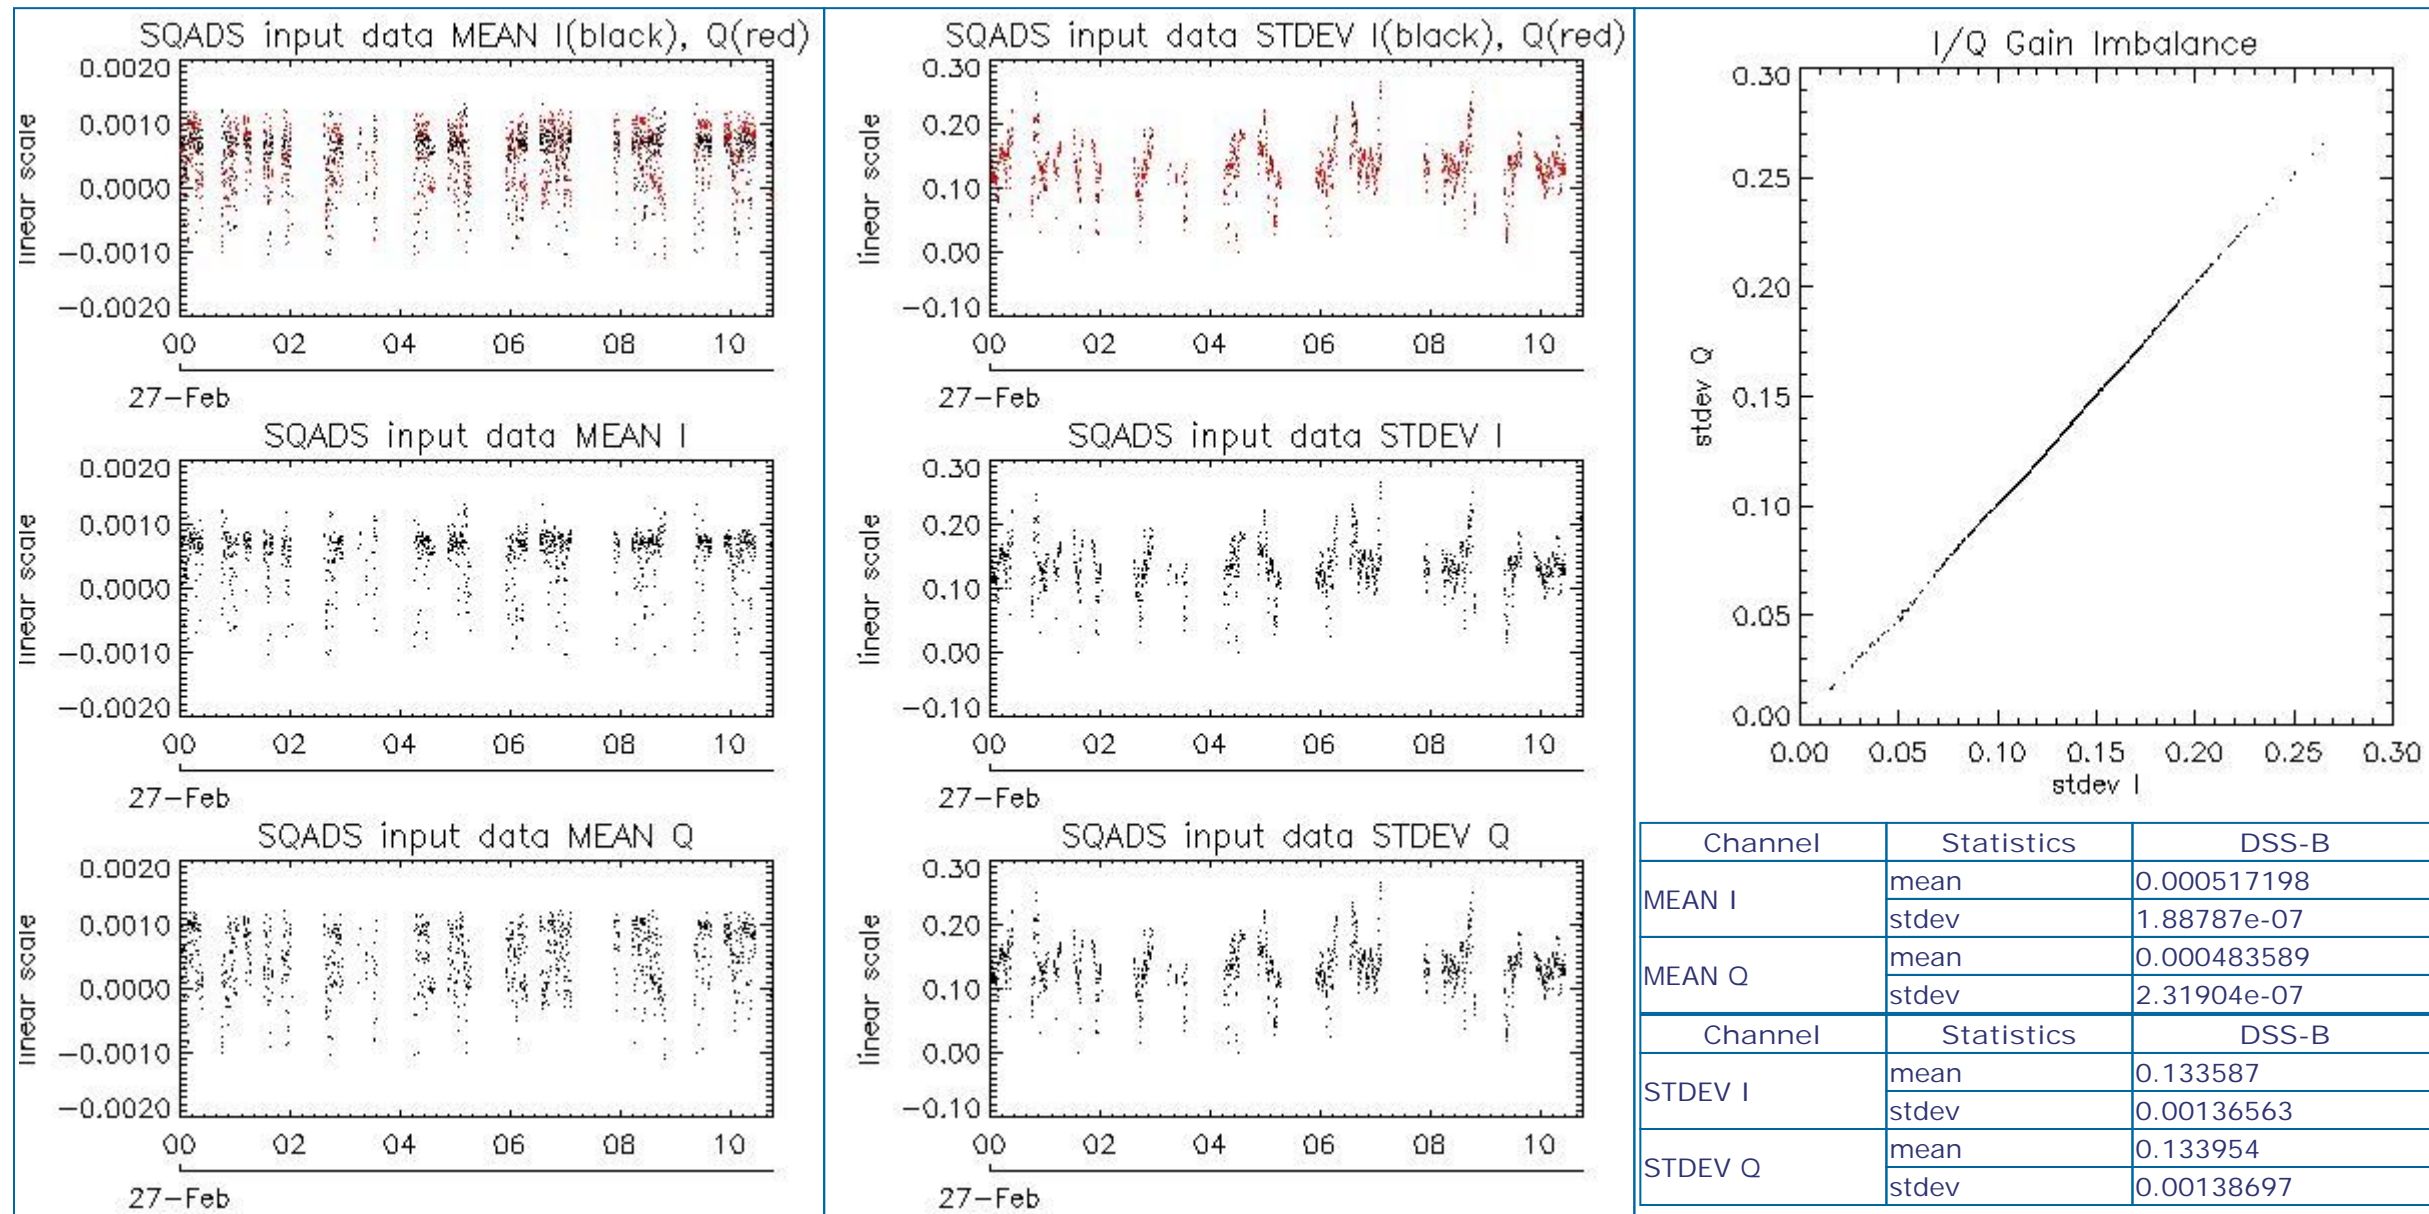 SQADS input data MEAN I(black), Q(red)
0.0020
0.0010
0.0000
−0.0010
−0.0020
linear scale
00 02 04 06 08 10
27−Feb
SQADS input data MEAN I
0.0020
0.0010
0.0000
−0.0010
−0.0020
linear scale
00 02 04 06 08 10
27−Feb
SQADS input data MEAN Q
0.0020
0.0010
0.0000
−0.0010
−0.0020
linear scale
00 02 04 06 08 10
27−Feb
SQADS input data STDEV I(black), Q(red)
0.30
0.20
0.10
0.00
−0.10
linear scale
00 02 04 06 08 10
27−Feb
SQADS input data STDEV I
0.30
0.20
0.10
0.00
−0.10
linear scale
00 02 04 06 08 10
27−Feb
SQADS input data STDEV Q
0.30
0.20
0.10
0.00
−0.10
linear scale
00 02 04 06 08 10
27−Feb
I/Q Gain Imbalance
0.30
0.25
0.20
0.15
0.10
0.05
0.00
stdev Q
0.00 0.05 0.10 0.15 0.20 0.25 0.30
stdev I
Channel Statistics DSS-B
MEAN I mean 0.000517198
stdev 1.88787e-07
MEAN Q mean 0.000483589
stdev 2.31904e-07
Channel Statistics DSS-B
STDEV I mean 0.133587
stdev 0.00136563
STDEV Q mean 0.133954
stdev 0.00138697